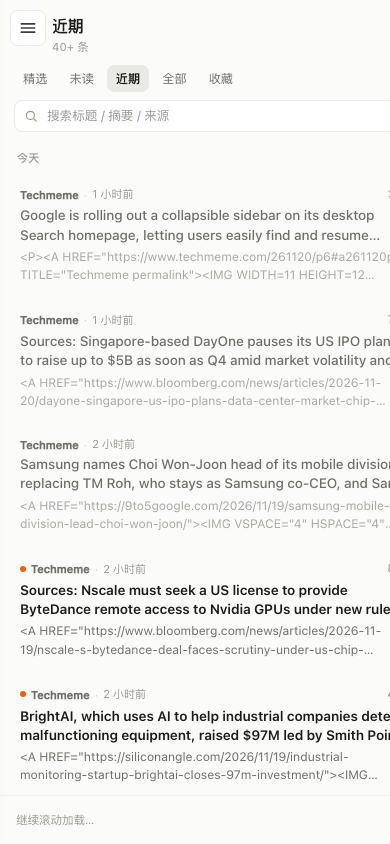 近期
40+ 条
精选 未读 近期 全部 收藏
搜索标题 / 摘要 / 来源
今天
Techmeme · 1 小时前
Google is rolling out a collapsible sidebar on its desktop
Search homepage, letting users easily find and resume...
<P><A HREF="https://www.techmeme.com/261120/p6#a261120p
TITLE="Techmeme permalink"><IMG WIDTH=11 HEIGHT=12...
Techmeme · 1 小时前
Sources: Singapore-based DayOne pauses its US IPO plan
to raise up to $5B as soon as Q4 amid market volatility and
<A HREF="https://www.bloomberg.com/news/articles/2026-11-
20/dayone-singapore-us-ipo-plans-data-center-market-chip-...
Techmeme · 2 小时前
Samsung names Choi Won-Joon head of its mobile division
replacing TM Roh, who stays as Samsung co-CEO, and Sam
<A HREF="https://9to5google.com/2026/11/19/samsung-mobile-
division-lead-choi-won-joon/"><IMG VSPACE="4" HSPACE="4"...
Techmeme · 2 小时前
Sources: Nscale must seek a US license to provide
ByteDance remote access to Nvidia GPUs under new rule
<A HREF="https://www.bloomberg.com/news/articles/2026-11-
19/nscale-s-bytedance-deal-faces-scrutiny-under-us-chip-...
Techmeme · 2 小时前
BrightAI, which uses AI to help industrial companies dete
malfunctioning equipment, raised $97M led by Smith Poi
<A HREF="https://siliconangle.com/2026/11/19/industrial-
monitoring-startup-brightai-closes-97m-investment/"><IMG...
继续滚动加载...